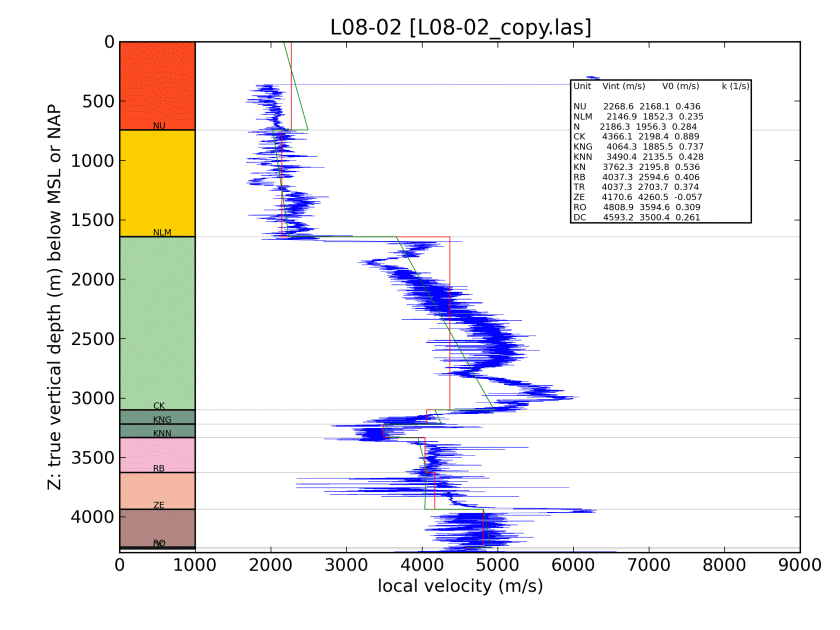 L08-02 [L08-02_copy.las]
Z: true vertical depth (m) below MSL or NAP
0
500
1000
1500
2000
2500
3000
3500
4000
NU
NLM
CK
KNG
KNN
RB
ZE
RO
Unit Vint (m/s) V0 (m/s) k (1/s)
NU 2268.6 2168.1 0.436
NLM 2146.9 1852.3 0.235
N 2186.3 1956.3 0.284
CK 4366.1 2198.4 0.889
KNG 4064.3 1885.5 0.737
KNN 3490.4 2135.5 0.428
KN 3762.3 2195.8 0.536
RB 4037.3 2594.6 0.406
TR 4037.3 2703.7 0.374
ZE 4170.6 4260.5 -0.057
RO 4808.9 3594.6 0.309
DC 4593.2 3500.4 0.261
0 1000 2000 3000 4000 5000 6000 7000 8000 9000
local velocity (m/s)